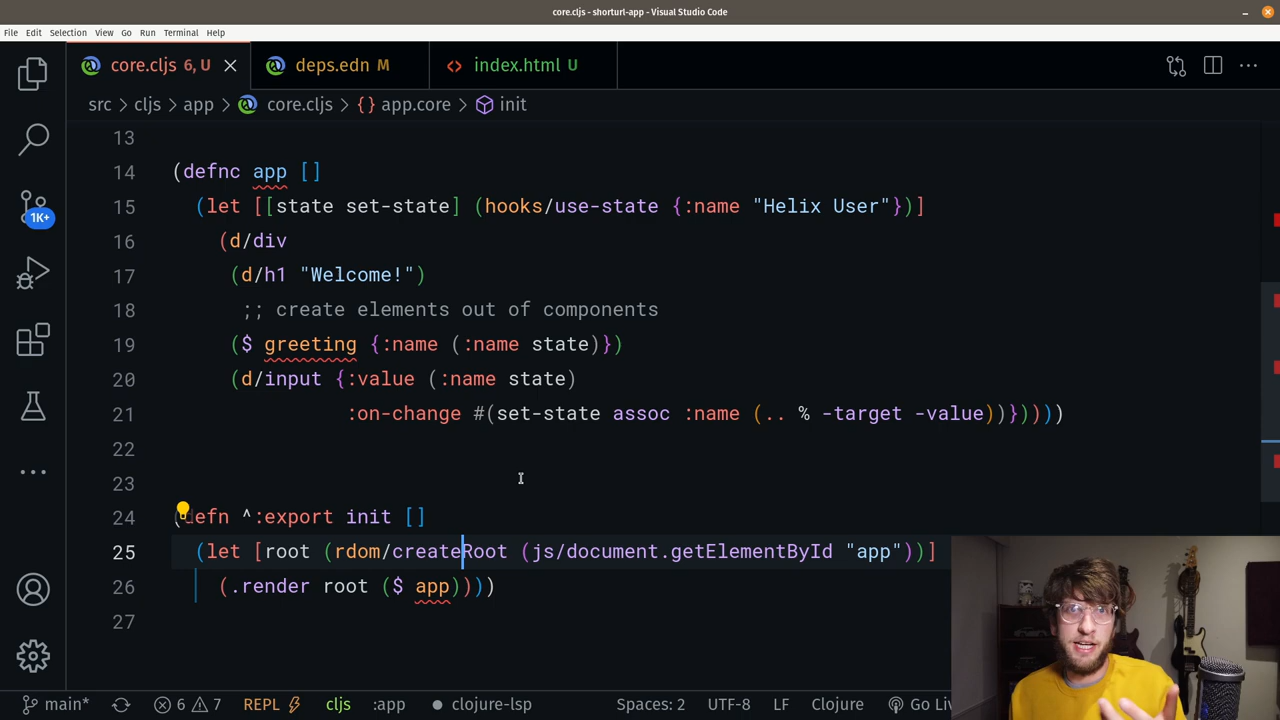 core.cljs - shorturl-app - Visual Studio Code
File Edit Selection View Go Run Terminal Help
core.cljs 6, U
deps.edn M
index.html U
src > cljs > app > core.cljs > {} app.core > init
1K+
13
14 (defnc app []
15 (let [[state set-state] (hooks/use-state {:name "Helix User"})]
16 (d/div
17 (d/h1 "Welcome!")
18 ;; create elements out of components
19 ($ greeting {:name (:name state)})
20 (d/input {:value (:name state)
21 :on-change #(set-state assoc :name (.. % -target -value))}))))
22
23
24 (defn ^:export init []
25 (let [root (rdom/createRoot (js/document.getElementById "app"))]
26 (.render root ($ app))))
27
main* 6 7 REPL cljs :app clojure-lsp Spaces: 2 UTF-8 LF Clojure Go Live